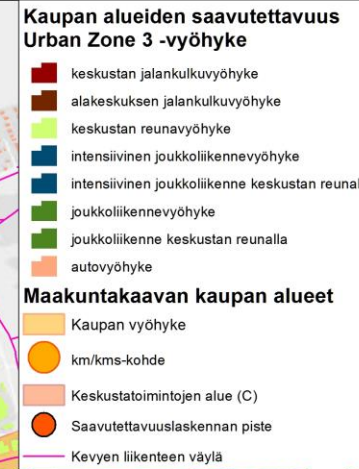 Kaupan alueiden saavutettavuus
Urban Zone 3 -vyöhyke
keskustan jalankulkuvyöhyke
alakeskuksen jalankulkuvyöhyke
keskustan reunavyöhyke
intensiivinen joukkoliikennevyöhyke
intensiivinen joukkoliikenne keskustan
joukkoliikennevyöhyke
joukkoliikenne keskustan reunalla
autovyöhyke
Maakuntakaavan kaupan alueet
Kaupan vyöhyke
km/kms-kohde
Keskustatoimintojen alue (C)
Saavutettavuuslaskennan piste
Kevyen liikenteen väylä